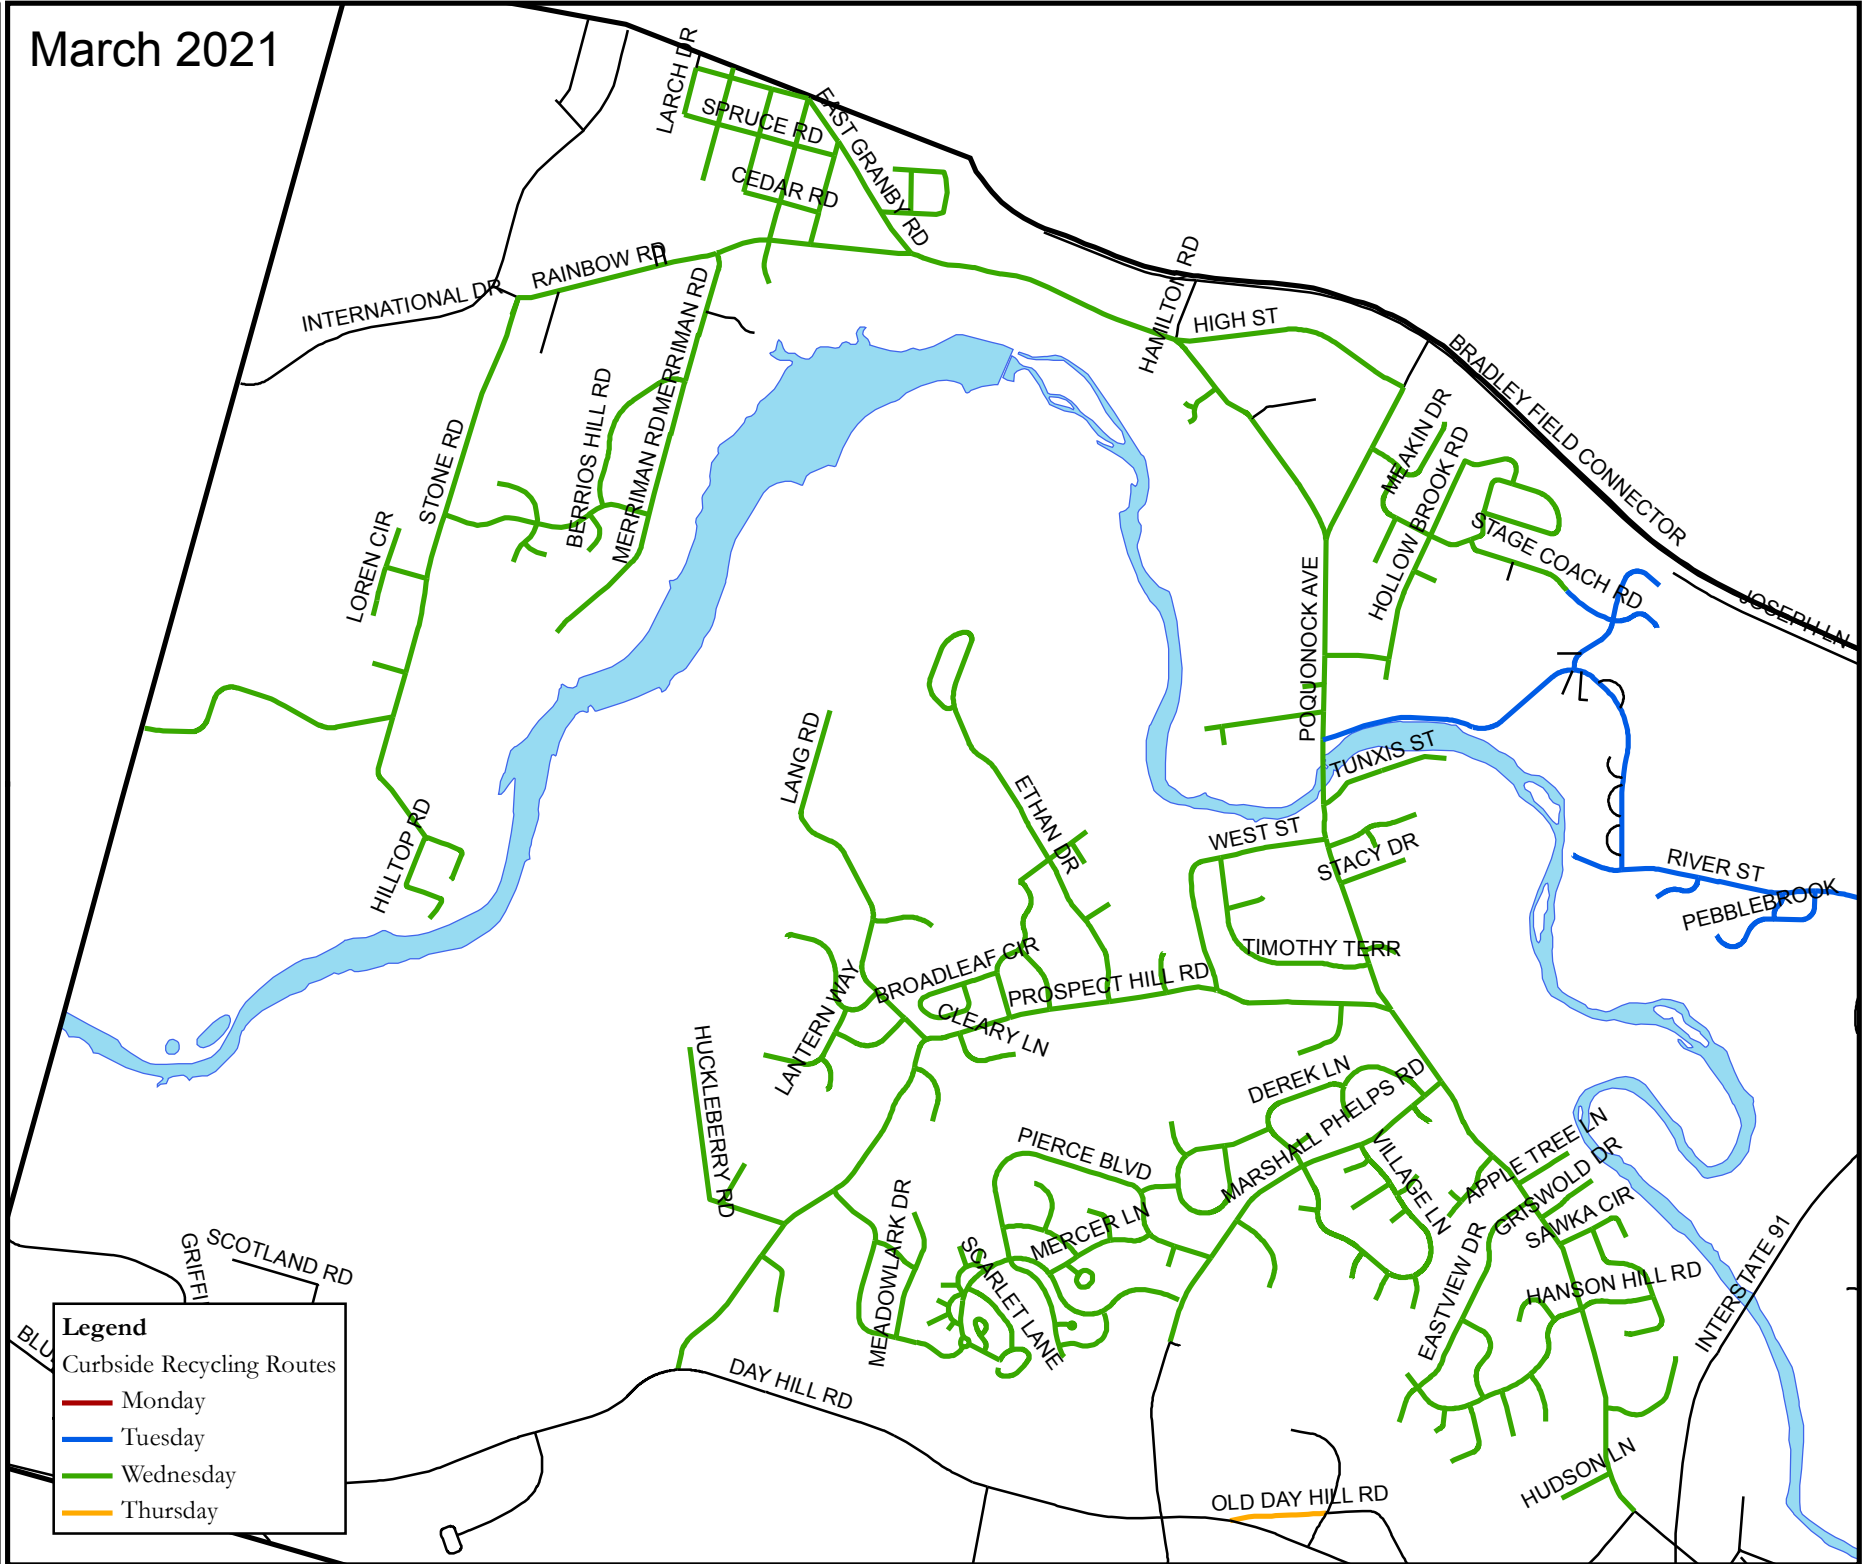 March 2021
LARCH DR
SPRUCE RD
EAST GRANBY RD
CEDAR RD
RAINBOW RD
INTERNATIONAL DR
HAMILTON RD
HIGH ST
MERRIMAN RD
MERRIMAN RD
BERRIOS HILL RD
STONE RD
LOREN CIR
BRADLEY FIELD CONNECTOR
MEAKIN DR
HOLLOW BROOK RD
STAGE COACH RD
JOSEPH LN
POQUONOCK AVE
LANG RD
ETHAN DR
TUNXIS ST
HILLTOP RD
WEST ST
STACY DR
RIVER ST
PEBBLEBROOK
TIMOTHY TERR
BROADLEAF CIR
PROSPECT HILL RD
LANTERN WAY
CLEARY LN
HUCKLEBERRY RD
DEREK LN
MARSHALL PHELPS RD
PIERCE BLVD
VILLAGE LN
APPLE TREE LN
GRISWOLD DR
SAWKA CIR
MEADOWLARK DR
MERCER LN
SCARLET LANE
EASTVIEW DR
HANSON HILL RD
INTERSTATE 91
SCOTLAND RD
GRIFFI
BLU
DAY HILL RD
OLD DAY HILL RD
HUDSON LN
Legend
Curbside Recycling Routes
Monday
Tuesday
Wednesday
Thursday